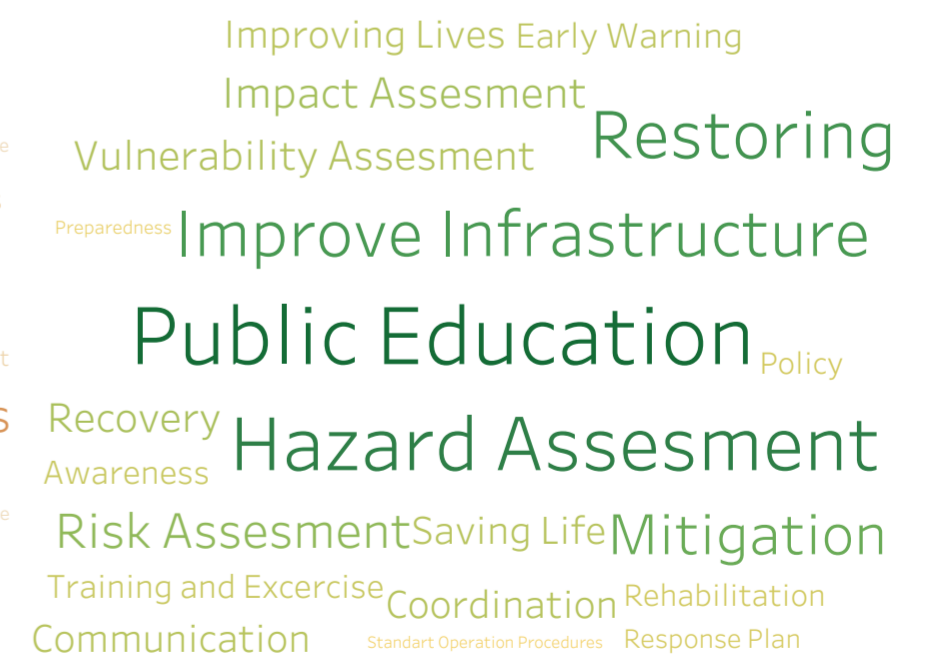 Improving Lives Early Warning
Impact Assesment
Restoring
Vulnerability Assesment
Preparedness Improve Infrastructure
Public Education
Policy
Recovery
Hazard Assesment
Awareness
Risk Assesment Saving Life Mitigation
Training and Excercise
Coordination Rehabilitation
Communication
Standart Operation Procedures Response Plan